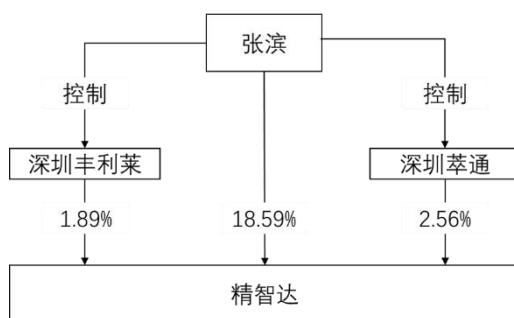 张滨
控制
控制
深圳丰利莱
深圳萃通
1.89%
18.59%
2.56%
精智达